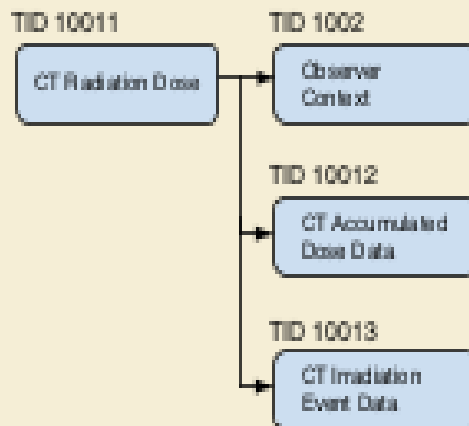 TID 10011
CT Radiation Dose
TID 1002
Observer
Context
TID 10012
CT Accumulated
Dose Data
TID 10013
CT Irradiation
Event Data